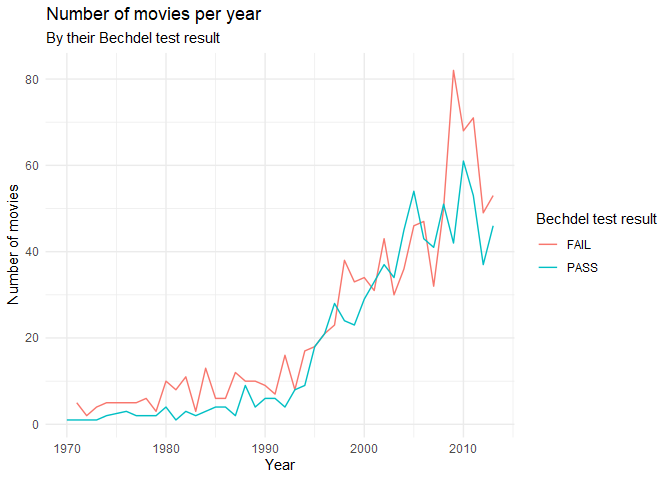 Number of movies per year
By their Bechdel test result
Number of movies
80
60
40
20
0
1970
1980
1990
2000
2010
Year
Bechdel test result
FAIL
PASS